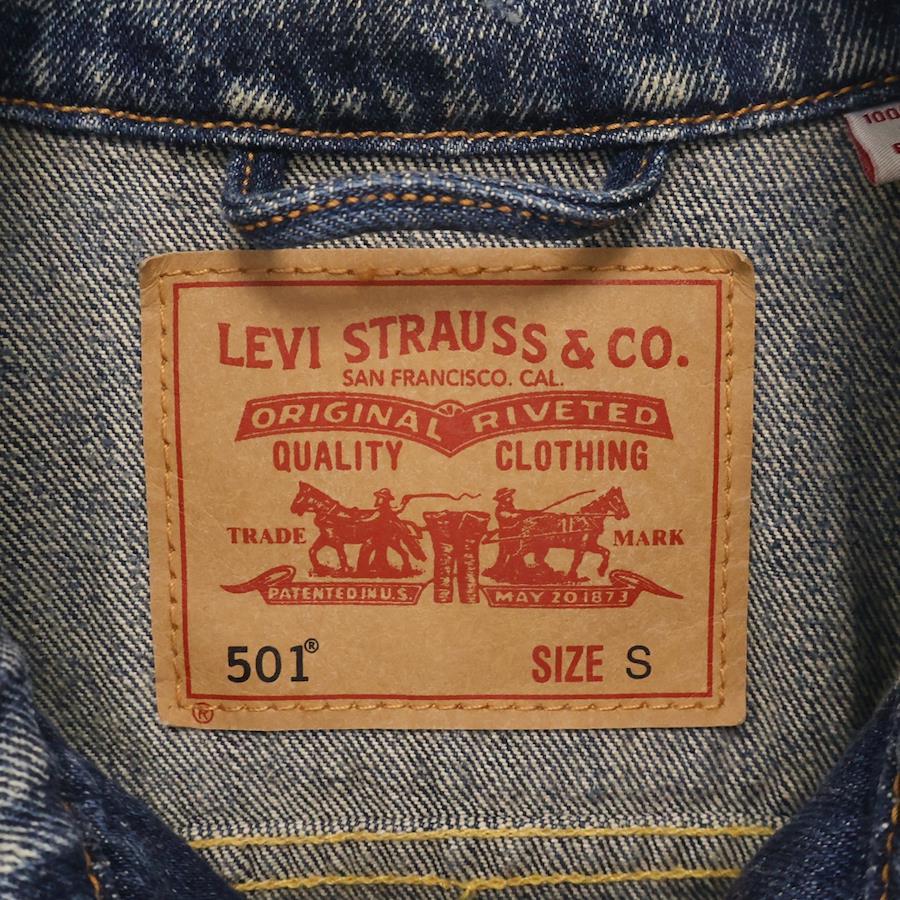 100
LEVI STRAUSS & CO.
SAN FRANCISCO. CAL.
ORIGINAL RIVETED
QUALITY CLOTHING
TRADE MARK
PATENTED IN U.S. MAY 20 1873
501® SIZE S
®